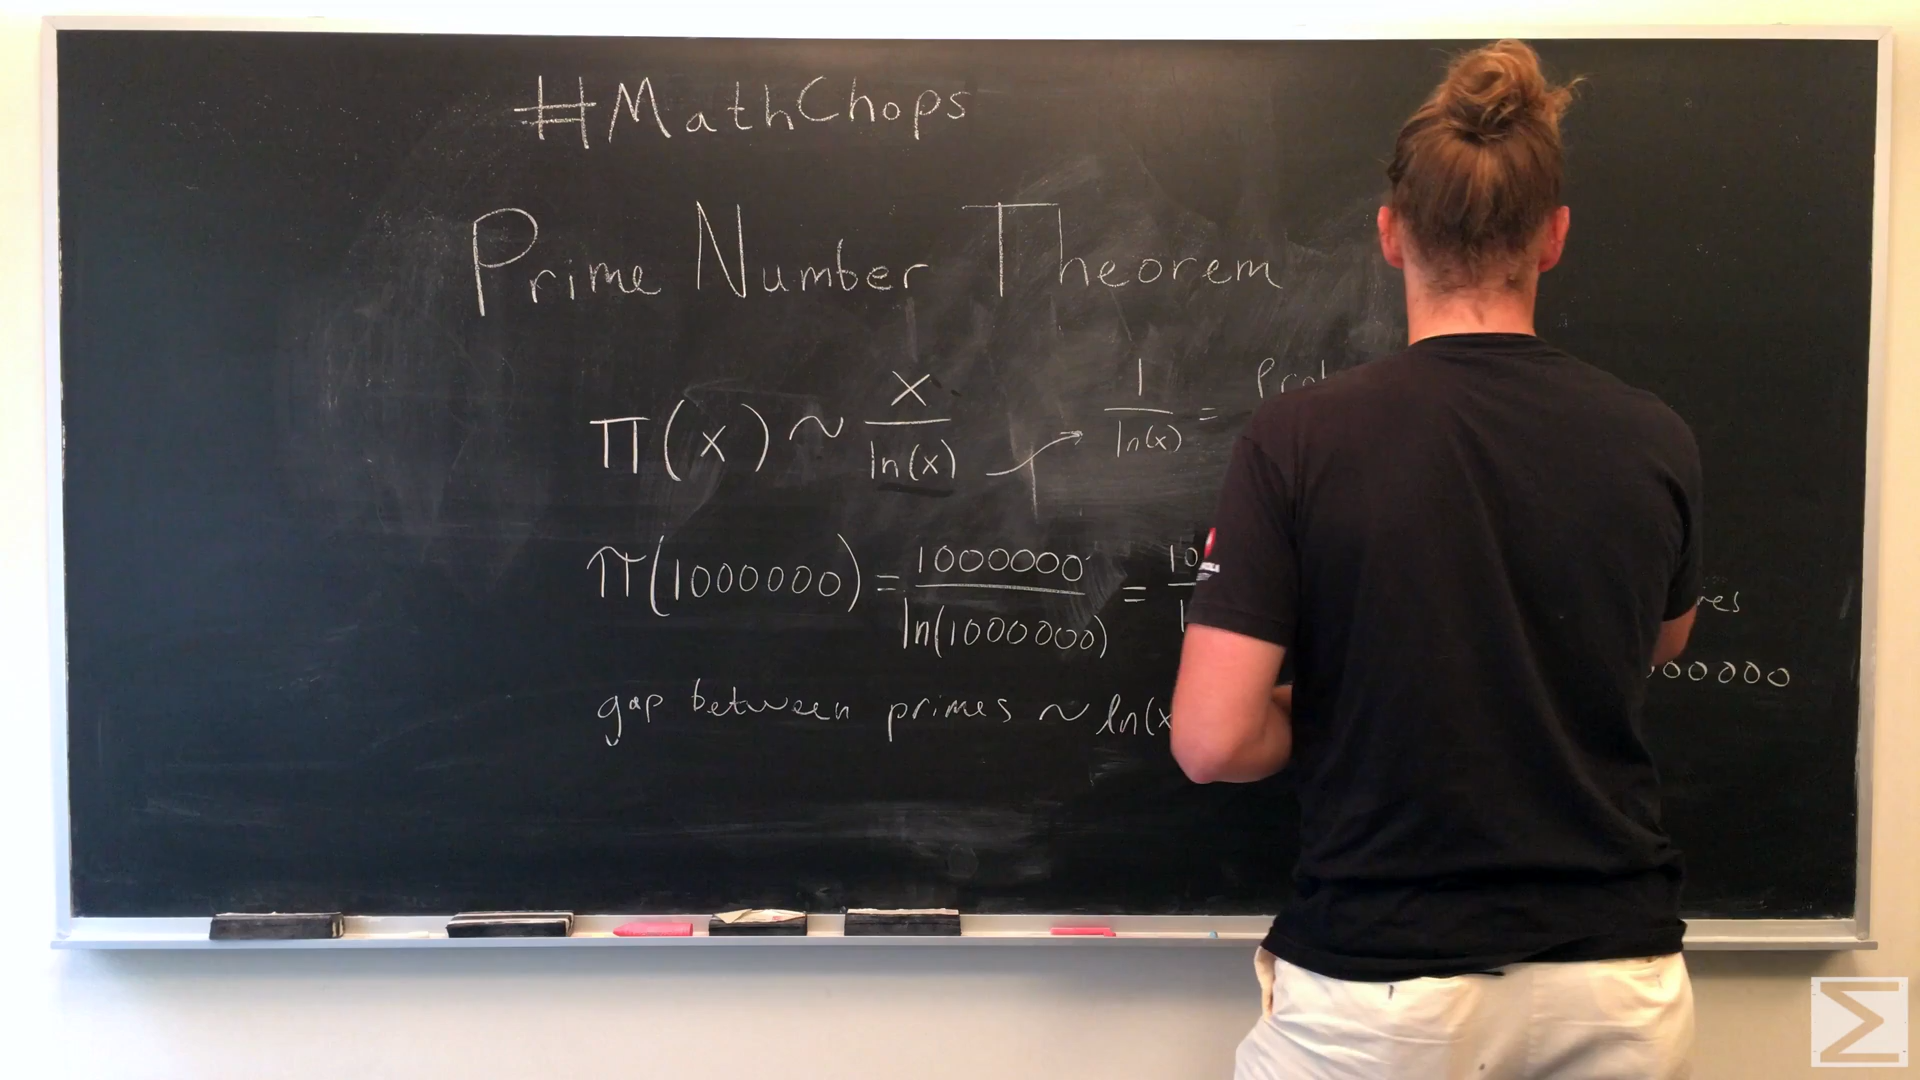 #MathChops
Prime Number Theorem
π(x) ~ x/ln(x) → 1/ln(x) =
π(1000000) = 1000000/ln(1000000) =
gap between primes ~ ln(x